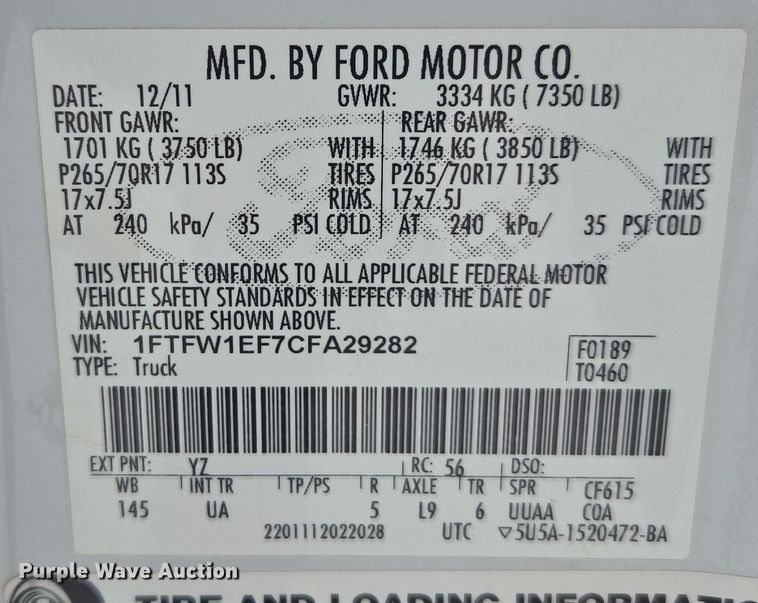 MFD. BY FORD MOTOR CO.
DATE: 12/11 GVWR: 3334 KG ( 7350 LB)
FRONT GAWR: REAR GAWR:
1701 KG ( 3750 LB) WITH 1746 KG ( 3850 LB) WITH
P265/70R17 113S TIRES P265/70R17 113S TIRES
17x7.5J RIMS 17x7.5J RIMS
AT 240 kPa/ 35 PSI COLD AT 240 kPa/ 35 PSI COLD
Ford
THIS VEHICLE CONFORMS TO ALL APPLICABLE FEDERAL MOTOR
VEHICLE SAFETY STANDARDS IN EFFECT ON THE DATE OF
MANUFACTURE SHOWN ABOVE.
VIN: 1FTFW1EF7CFA29282 F0189
TYPE: Truck T0460
EXT PNT: YZ RC: 56 DSO:
WB INT TR TP/PS R AXLE TR SPR CF615
145 UA 5 L9 6 UUAA COA
2201112022028 UTC ▽5U5A-1520472-BA
Purple Wave Auction
TIRE AND LOADING INFORMATIO